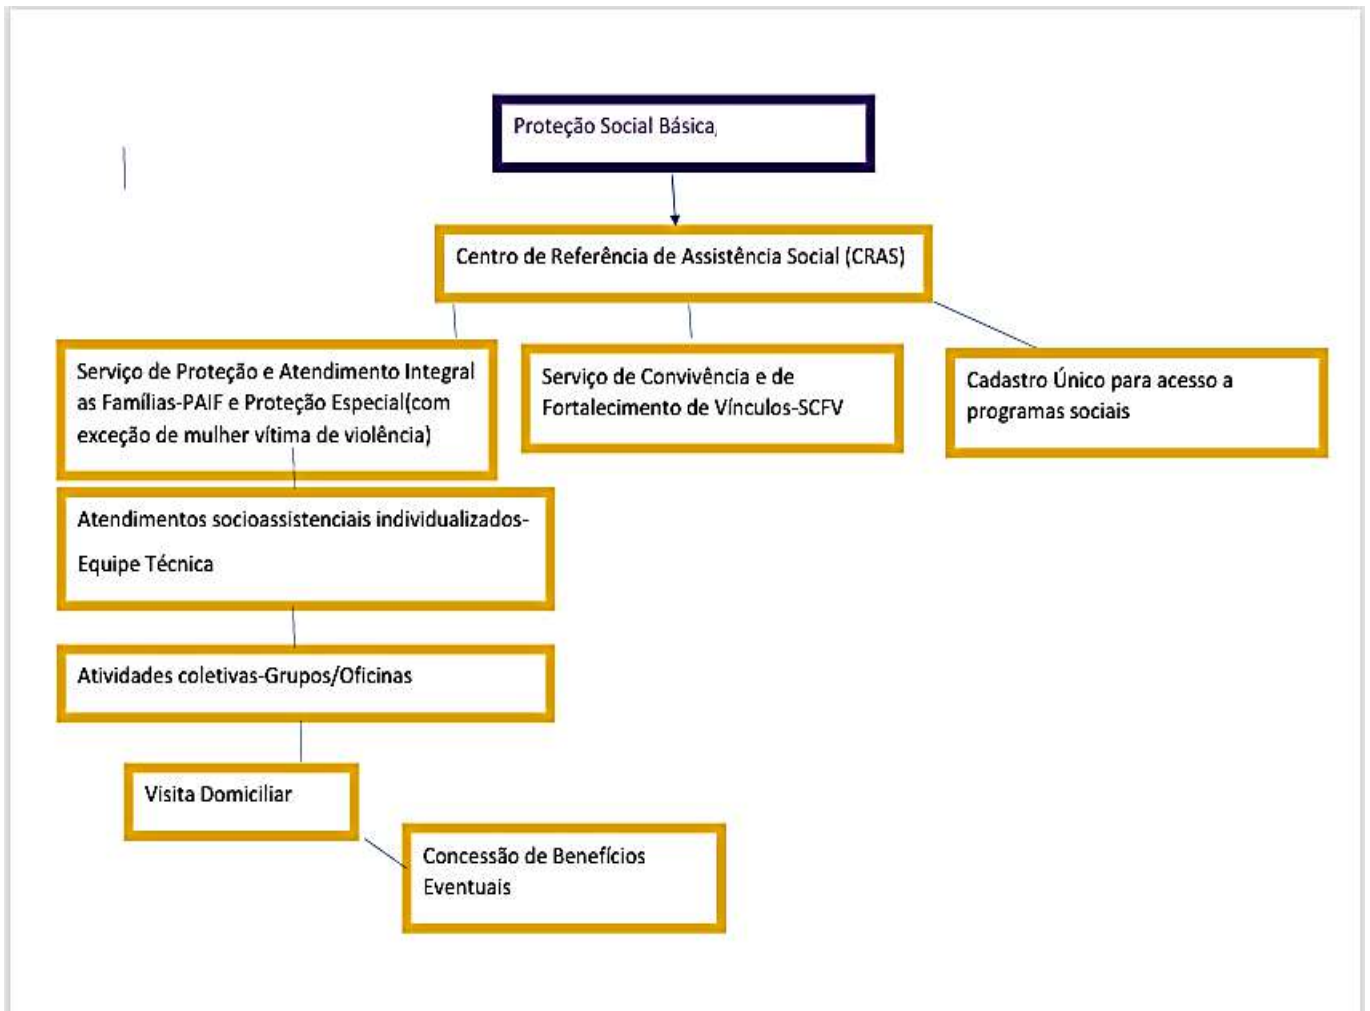 Proteção Social Básica,
Centro de Referência de Assistência Social (CRAS)
Serviço de Proteção e Atendimento Integral
as Famílias-PAIF e Proteção Especial(com
exceção de mulher vítima de violência)
Serviço de Convivência e de
Fortalecimento de Vínculos-SCFV
Cadastro Único para acesso a
programas sociais
Atendimentos socioassistenciais individualizados-
Equipe Técnica
Atividades coletivas-Grupos/Oficinas
Visita Domiciliar
Concessão de Benefícios
Eventuais